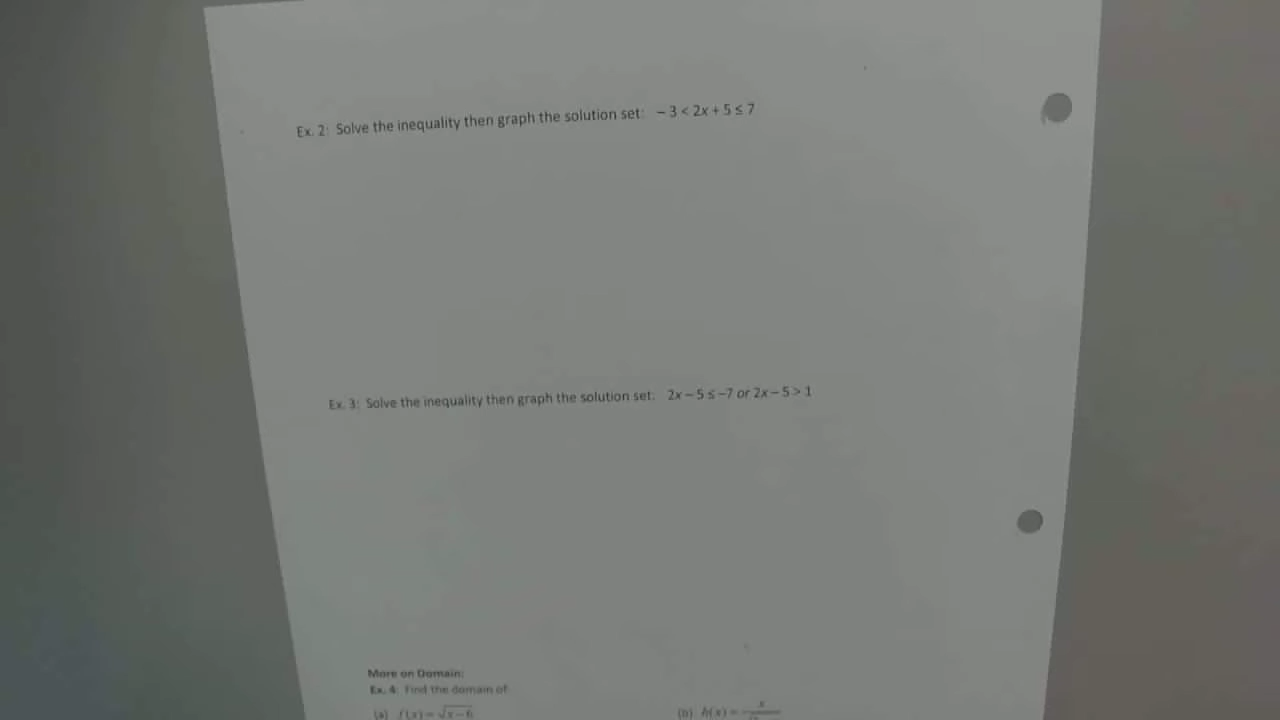 Ex. 2: Solve the inequality then graph the solution set: – 3 < 2x + 5 ≤ 7
Ex. 3: Solve the inequality then graph the solution set. 2x – 5 ≤ –7 or 2x – 5 > 1
More on Domain:
Ex. 4: Find the domain of
(a) f(x) = √x – 6
(b) h(x) = x